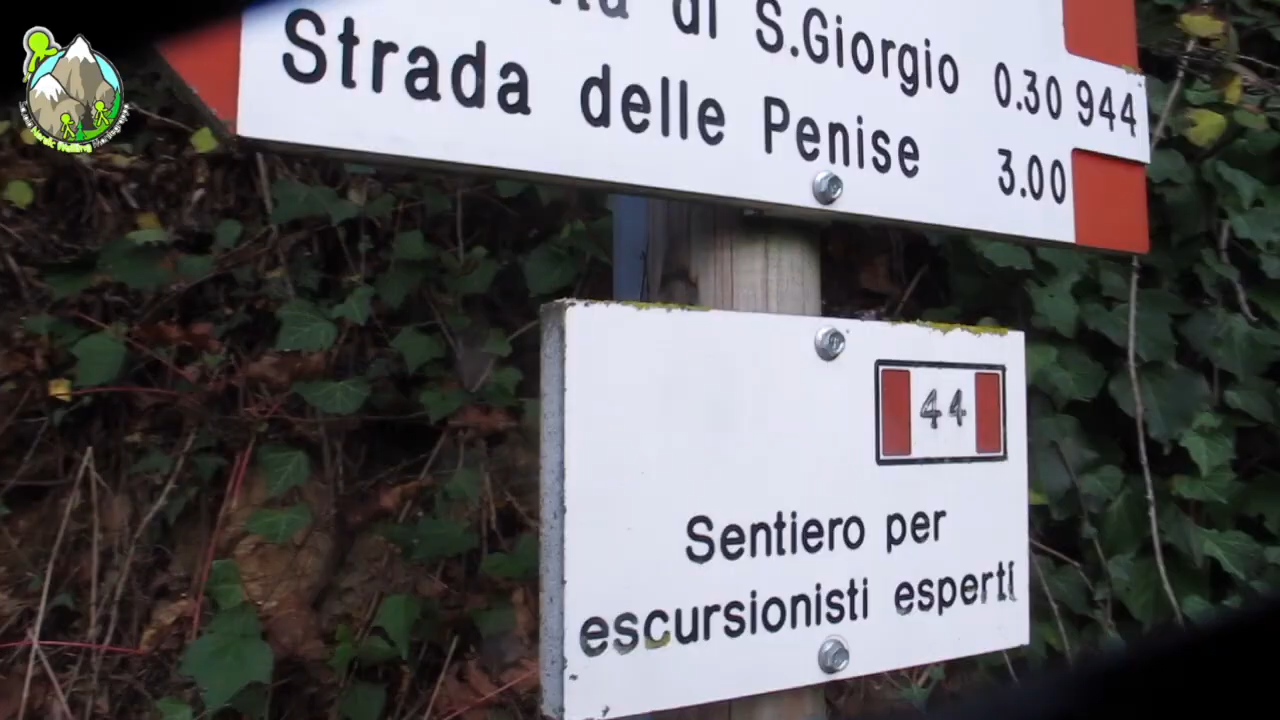 di S.Giorgio 0.30 944
Strada delle Penise 3.00
44
Sentiero per
escursionisti esperti